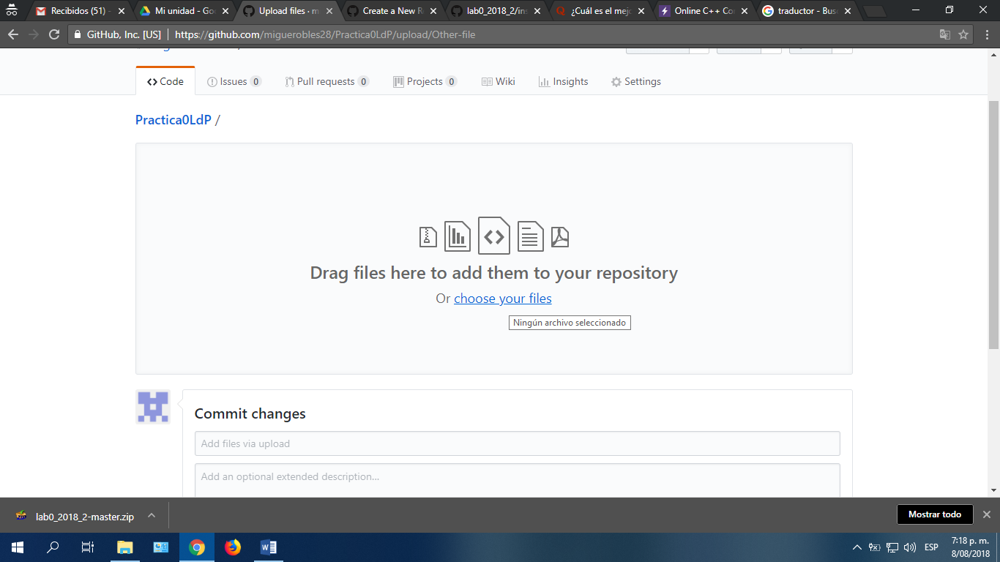 Recibidos (51) -
Mi unidad - Goo
Upload files · m
Create a New R
lab0_2018_2/ins
¿Cuál es el mejo
Online C++ Co
traductor - Bus
GitHub, Inc. [US]
https://github.com/miguerobles28/Practica0LdP/upload/Other-file
Code
Issues 0
Pull requests 0
Projects 0
Wiki
Insights
Settings
Practica0LdP /
Drag files here to add them to your repository
Or choose your files
Ningún archivo seleccionado
Commit changes
Add files via upload
Add an optional extended description...
lab0_2018_2-master.zip
Mostrar todo
ESP
7:18 p. m.
8/08/2018